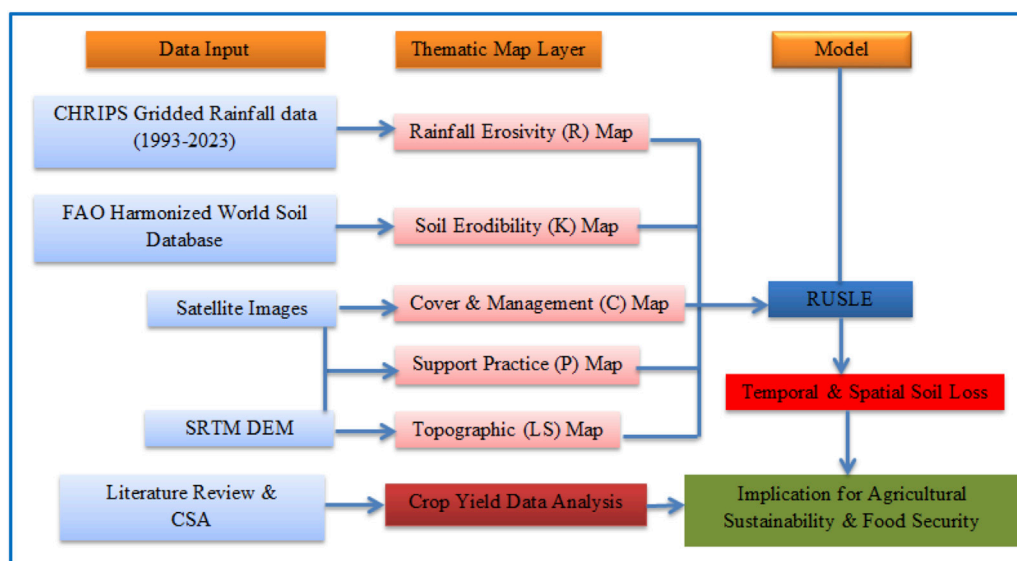 Data Input
Thematic Map Layer
Model
CHRIPS Gridded Rainfall data
(1993-2023)
Rainfall Erosivity (R) Map
FAO Harmonized World Soil
Database
Soil Erodibility (K) Map
Satellite Images
Cover & Management (C) Map
RUSLE
Support Practice (P) Map
Temporal & Spatial Soil Loss
SRTM DEM
Topographic (LS) Map
Literature Review &
CSA
Crop Yield Data Analysis
Implication for Agricultural
Sustainability & Food Security